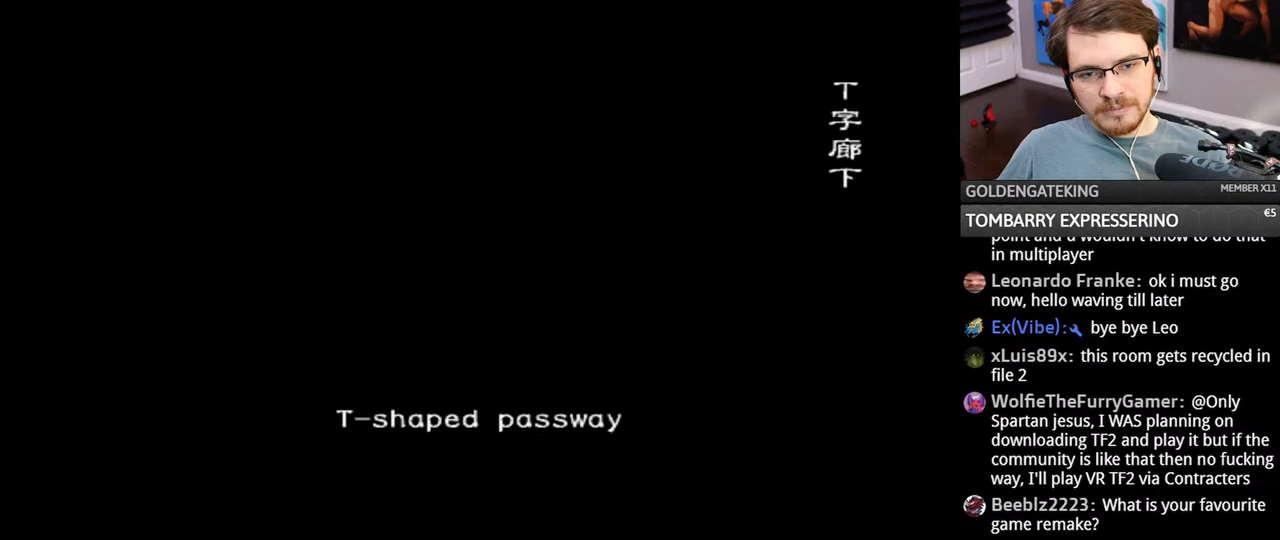 T字廊下
T-shaped passway
GOLDENGATEKING
MEMBER X11
TOMBARRY EXPRESSERINO
€5
point and a wouldn't know to do that
in multiplayer
Leonardo Franke: ok i must go
now, hello waving till later
Ex(Vibe): bye bye Leo
xLuis89x: this room gets recycled in
file 2
WolfieTheFurryGamer: @Only
Spartan jesus, I WAS planning on
downloading TF2 and play it but if the
community is like that then no fucking
way, I'll play VR TF2 via Contracters
Beeblz2223: What is your favourite
game remake?